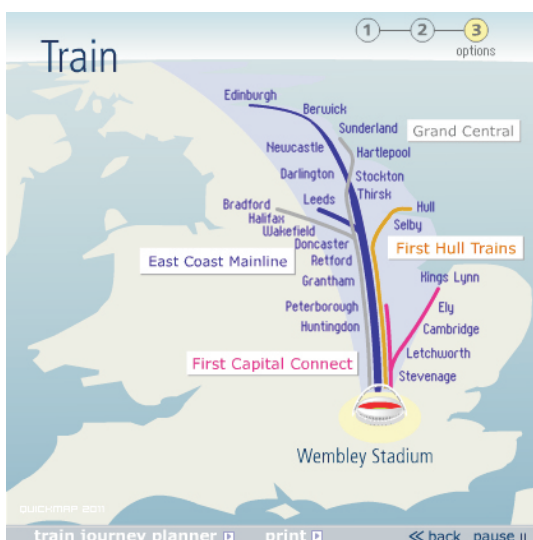 Train
1 2 3
options
Edinburgh
Berwick
Sunderland
Grand Central
Newcastle
Hartlepool
Darlington
Stockton
Thirsk
Leeds
Bradford
Hull
Halifax
Selby
Wakefield
Doncaster
First Hull Trains
East Coast Mainline
Retford
Grantham
Kings Lynn
Peterborough
Ely
Huntingdon
Cambridge
Letchworth
First Capital Connect
Stevenage
Wembley Stadium
QUICKMAP 2011
train journey planner print << back pause